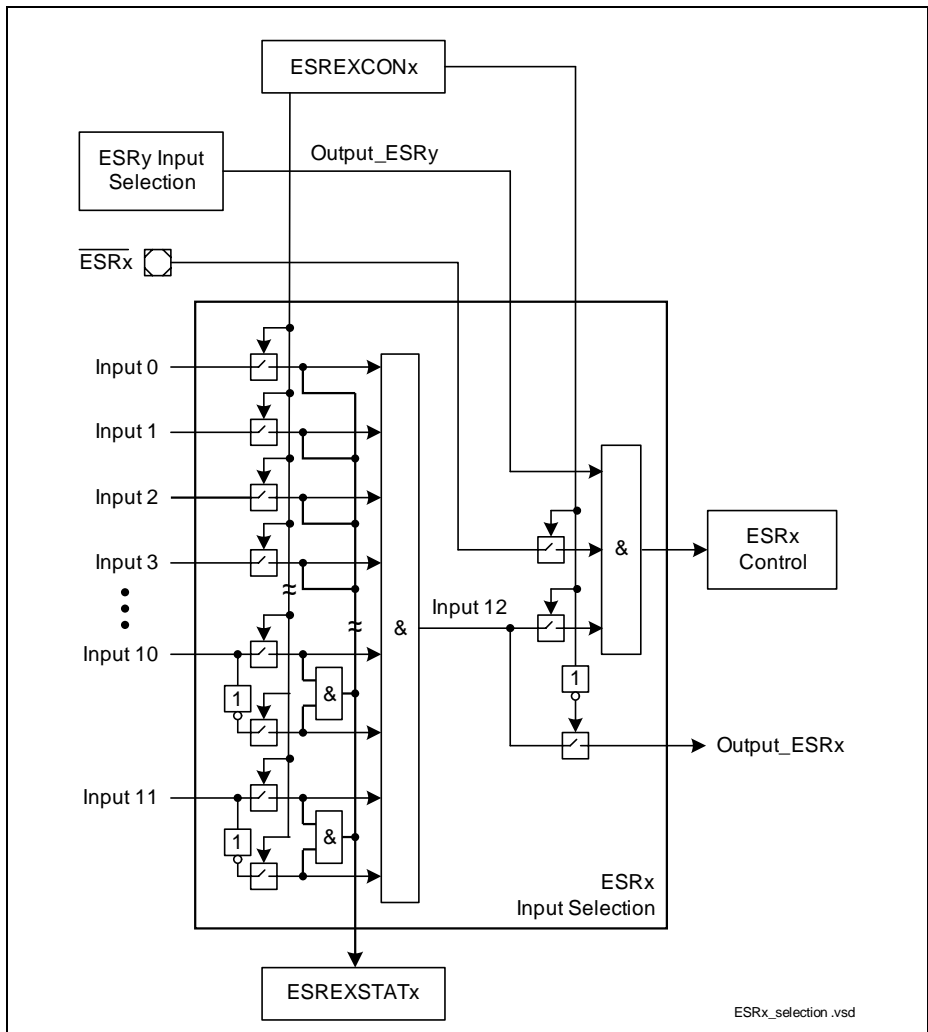 ESREXCONx
ESRy Input
Selection
Output_ESRy
ESRx
Input 0
Input 1
Input 2
Input 3
Input 10
1
&
Input 11
1
&
&
Input 12
&
1
ESRx
Control
Output_ESRx
ESRx
Input Selection
ESREXSTATx
ESRx_selection .vsd